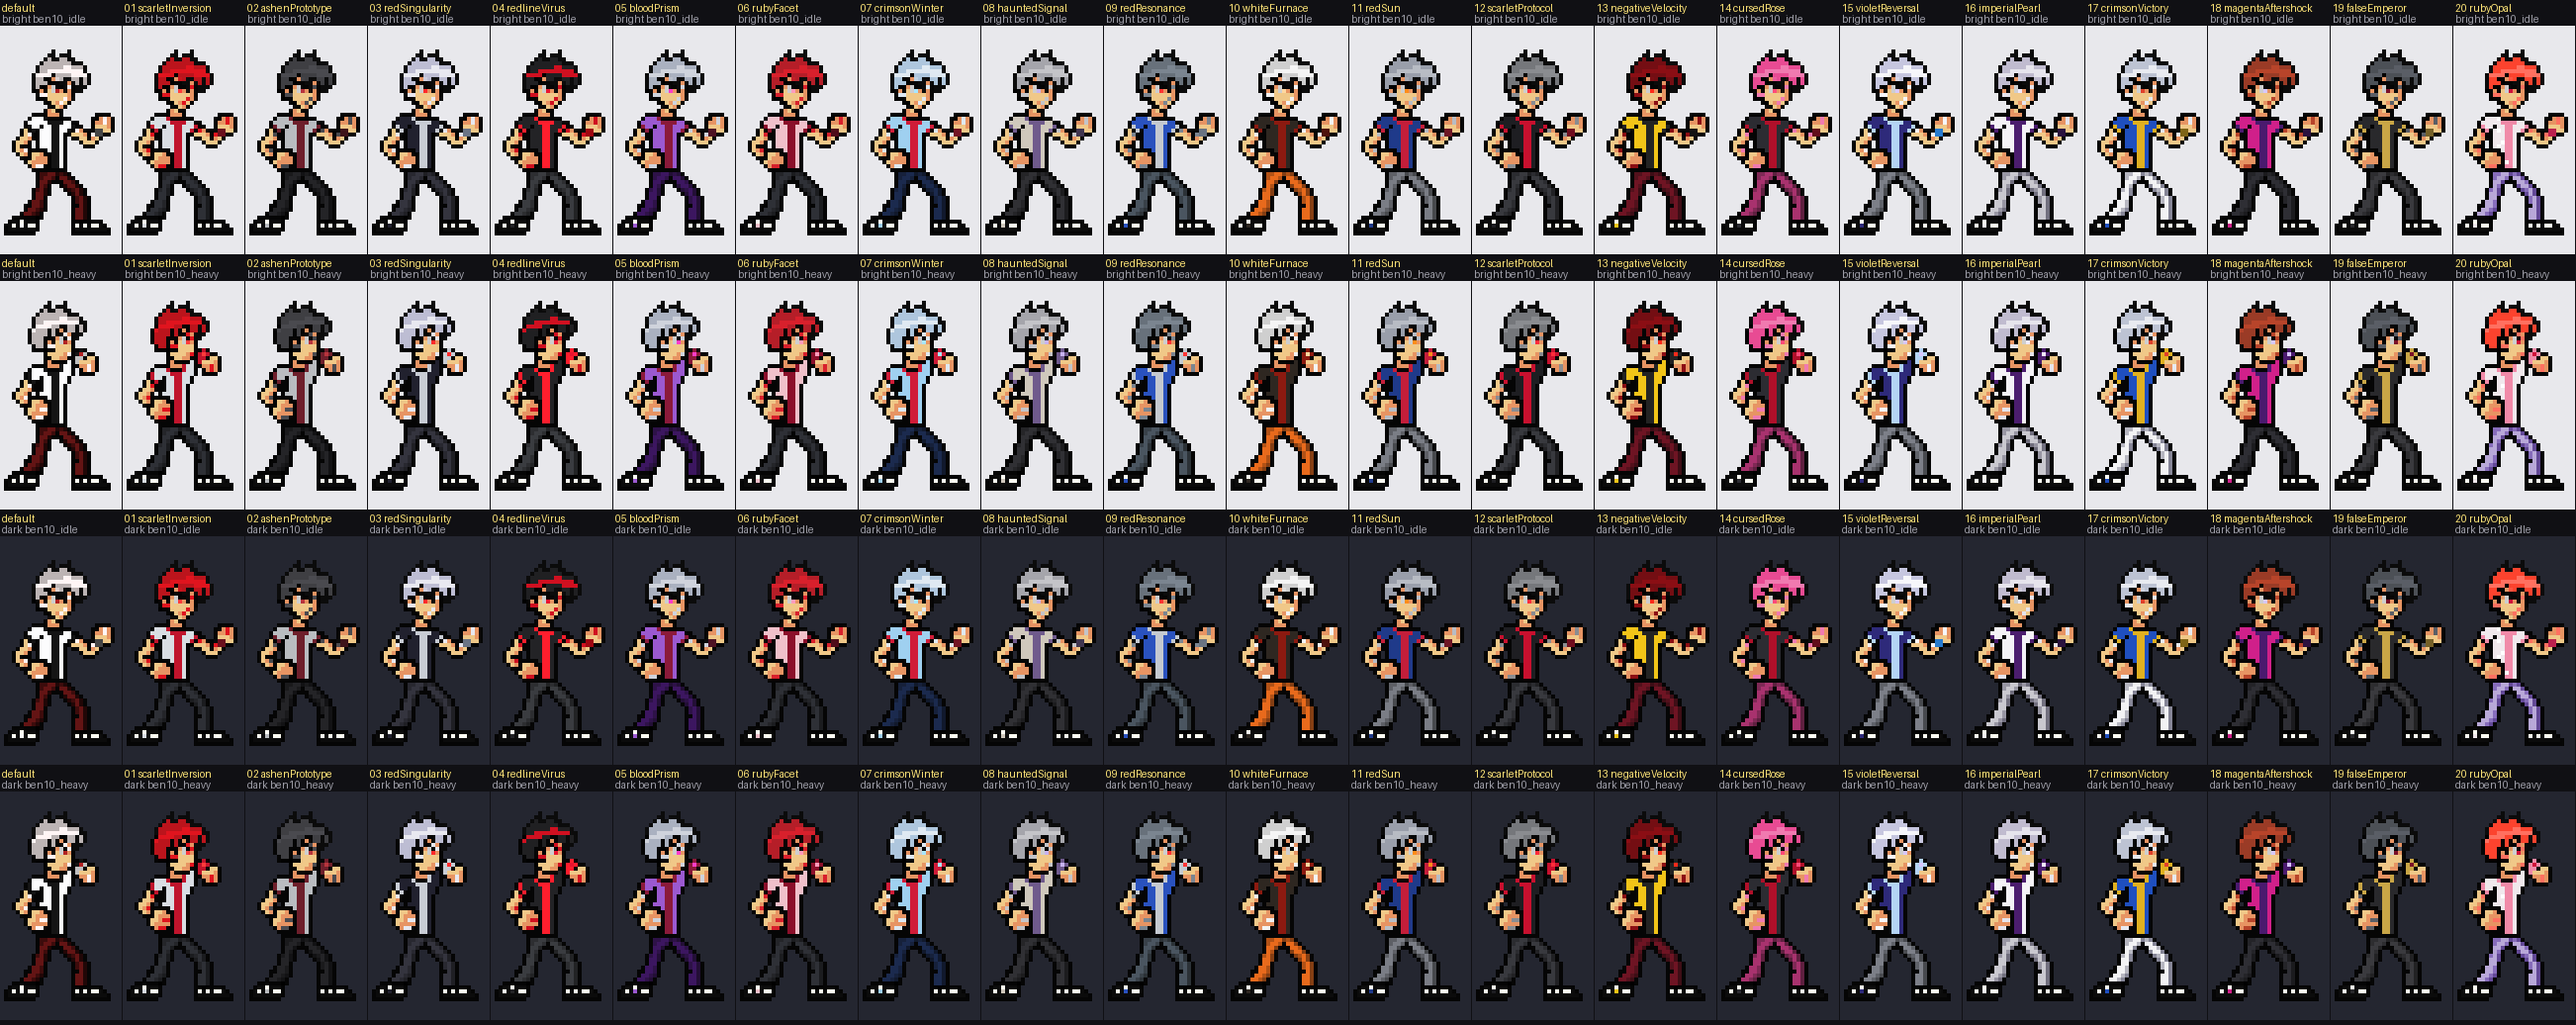 default 01 scarletInversion 02 ashenPrototype 03 redSingularity 04 redlineVirus 05 bloodPrism 06 rubyFacet 07 crimsonWinter 08 hauntedSignal 09 redResonance 10 whiteFurnace 11 redSun 12 scarletProtocol 13 negativeVelocity 14 cursedRose 15 violetReversal 16 imperialPearl 17 crimsonVictory 18 magentaAftershock 19 falseEmperor 20 rubyOpal
bright ben10_idle bright ben10_idle bright ben10_idle bright ben10_idle bright ben10_idle bright ben10_idle bright ben10_idle bright ben10_idle bright ben10_idle bright ben10_idle bright ben10_idle bright ben10_idle bright ben10_idle bright ben10_idle bright ben10_idle bright ben10_idle bright ben10_idle bright ben10_idle bright ben10_idle bright ben10_idle bright ben10_idle
default 01 scarletInversion 02 ashenPrototype 03 redSingularity 04 redlineVirus 05 bloodPrism 06 rubyFacet 07 crimsonWinter 08 hauntedSignal 09 redResonance 10 whiteFurnace 11 redSun 12 scarletProtocol 13 negativeVelocity 14 cursedRose 15 violetReversal 16 imperialPearl 17 crimsonVictory 18 magentaAftershock 19 falseEmperor 20 rubyOpal
bright ben10_heavy bright ben10_heavy bright ben10_heavy bright ben10_heavy bright ben10_heavy bright ben10_heavy bright ben10_heavy bright ben10_heavy bright ben10_heavy bright ben10_heavy bright ben10_heavy bright ben10_heavy bright ben10_heavy bright ben10_heavy bright ben10_heavy bright ben10_heavy bright ben10_heavy bright ben10_heavy bright ben10_heavy bright ben10_heavy bright ben10_heavy
default 01 scarletInversion 02 ashenPrototype 03 redSingularity 04 redlineVirus 05 bloodPrism 06 rubyFacet 07 crimsonWinter 08 hauntedSignal 09 redResonance 10 whiteFurnace 11 redSun 12 scarletProtocol 13 negativeVelocity 14 cursedRose 15 violetReversal 16 imperialPearl 17 crimsonVictory 18 magentaAftershock 19 falseEmperor 20 rubyOpal
dark ben10_idle dark ben10_idle dark ben10_idle dark ben10_idle dark ben10_idle dark ben10_idle dark ben10_idle dark ben10_idle dark ben10_idle dark ben10_idle dark ben10_idle dark ben10_idle dark ben10_idle dark ben10_idle dark ben10_idle dark ben10_idle dark ben10_idle dark ben10_idle dark ben10_idle dark ben10_idle dark ben10_idle
default 01 scarletInversion 02 ashenPrototype 03 redSingularity 04 redlineVirus 05 bloodPrism 06 rubyFacet 07 crimsonWinter 08 hauntedSignal 09 redResonance 10 whiteFurnace 11 redSun 12 scarletProtocol 13 negativeVelocity 14 cursedRose 15 violetReversal 16 imperialPearl 17 crimsonVictory 18 magentaAftershock 19 falseEmperor 20 rubyOpal
dark ben10_heavy dark ben10_heavy dark ben10_heavy dark ben10_heavy dark ben10_heavy dark ben10_heavy dark ben10_heavy dark ben10_heavy dark ben10_heavy dark ben10_heavy dark ben10_heavy dark ben10_heavy dark ben10_heavy dark ben10_heavy dark ben10_heavy dark ben10_heavy dark ben10_heavy dark ben10_heavy dark ben10_heavy dark ben10_heavy dark ben10_heavy